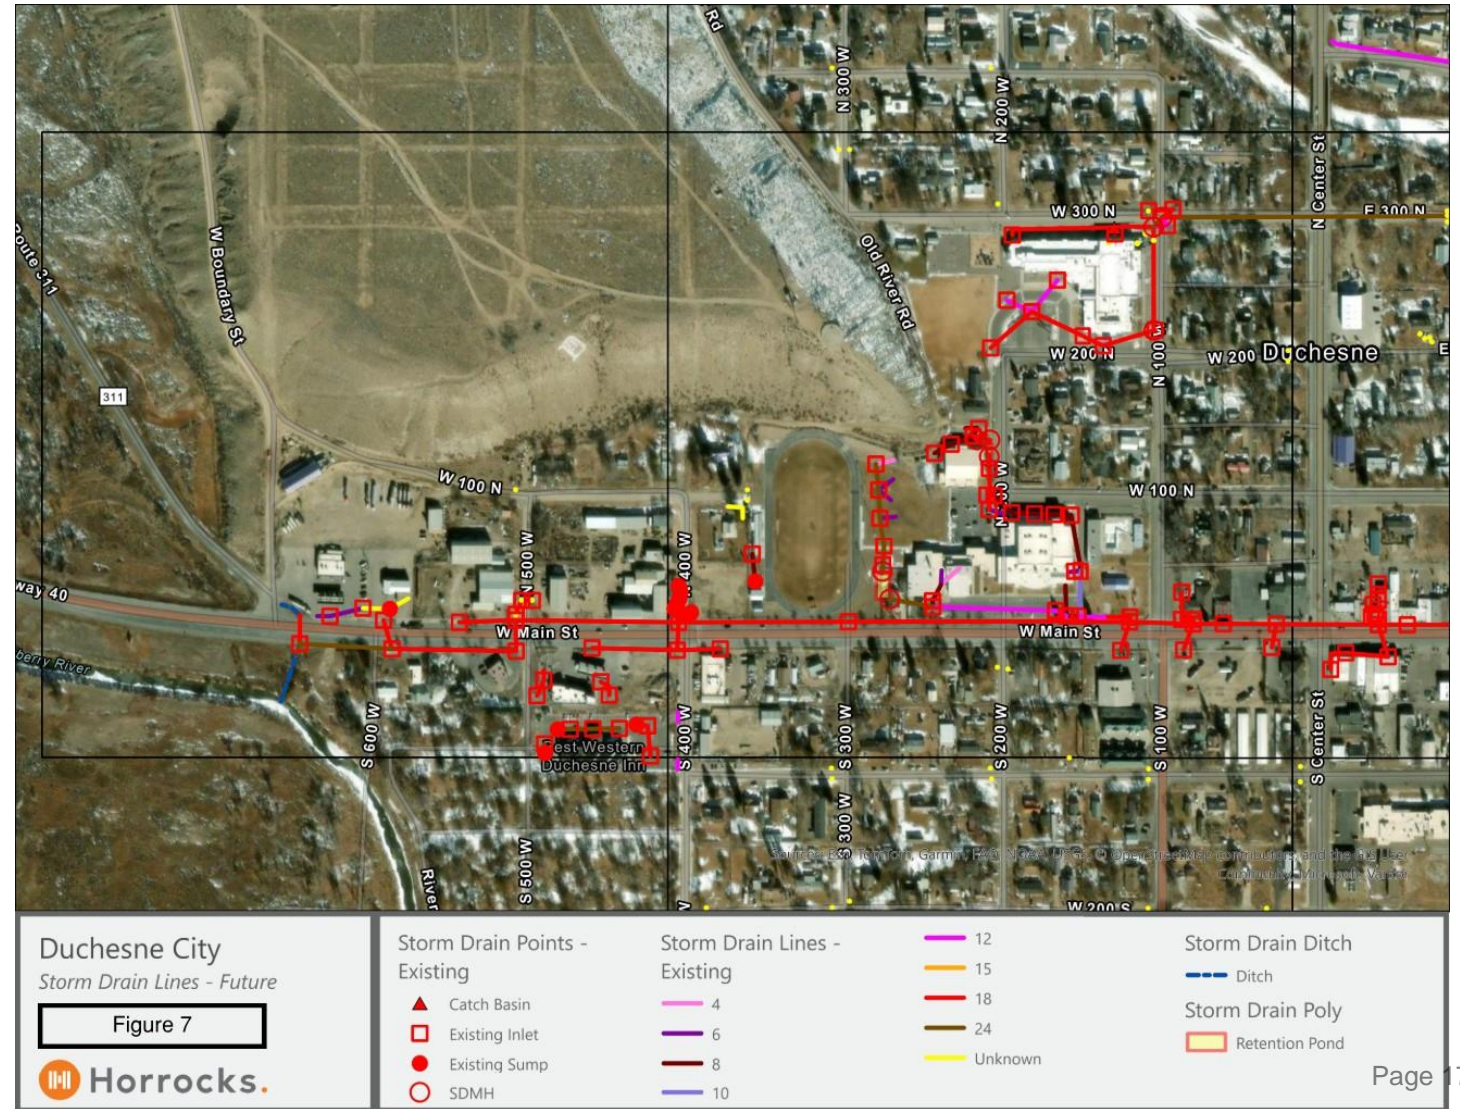 Rd
N 300 W
N 200 W
N Center St
W 300 N
E 300 N
Route 311
W Boundary St
Old River Rd
311
W 200 N
N 100 W
W 200
Duchesne
E
W 100 N
W 100 N
N 500 W
400 W
way 40
W Main St
W Main St
berry River
S 600 W
S 400 W
S 300 W
S 200 W
S 100 W
S Center St
Best Western
Duchesne Inn
S 500 W
S 300 W
River
W
W 200 S
Duchesne City
Storm Drain Lines - Future
Figure 7
Horrocks.
Storm Drain Points -
Existing
Catch Basin
Existing Inlet
Existing Sump
SDMH
Storm Drain Lines -
Existing
4
6
8
10
12
15
18
24
Unknown
Storm Drain Ditch
Ditch
Storm Drain Poly
Retention Pond
Page 17